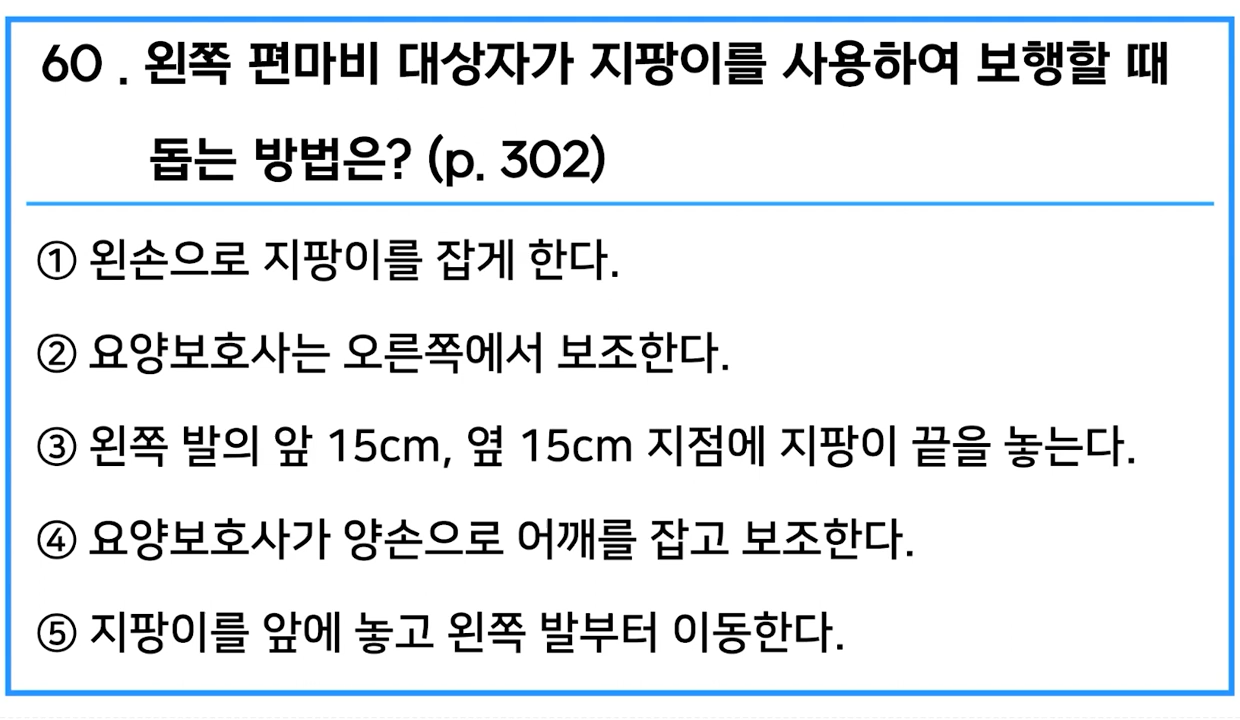 60 . 왼쪽 편마비 대상자가 지팡이를 사용하여 보행할 때
돕는 방법은? (p. 302)
① 왼손으로 지팡이를 잡게 한다.
② 요양보호사는 오른쪽에서 보조한다.
③ 왼쪽 발의 앞 15cm, 옆 15cm 지점에 지팡이 끝을 놓는다.
④ 요양보호사가 양손으로 어깨를 잡고 보조한다.
⑤ 지팡이를 앞에 놓고 왼쪽 발부터 이동한다.